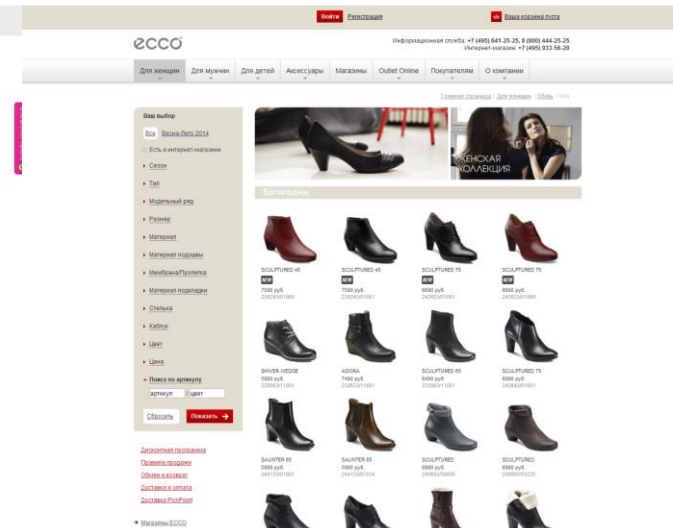 Войти Регистрация
Ваша корзина пуста
ecco
Информационная служба: +7 (495) 641-25-25, 8 (800) 444-25-25
Интернет-магазин: +7 (495) 933-56-20
Для женщин Для мужчин Для детей Аксессуары Магазины Outlet Online Покупателям О компании
Главная страница / Для женщин / Обувь /
Ваш выбор
Все Весна-Лето 2014
Есть в интернет-магазине
Сезон
Тип
Модельный ряд
Размер
Материал
Материал подошвы
Мембрана/Пропитка
Материал подкладки
Стелька
Каблук
Цвет
Цена
Поиск по артикулу
артикул / цвет
Сбросить Показать
Дисконтная программа
Правила продажи
Обмен и возврат
Доставка и оплата
Доставка PickPoint
Магазины ECCO
ЖЕНСКАЯ
КОЛЛЕКЦИЯ
Ботильоны
SCULPTURED 45 SCULPTURED 45 SCULPTURED 75 SCULPTURED 75
NEW NEW NEW NEW
7590 руб. 7590 руб.
SHIVER WEDGE ADORA SCULPTURED 65 SCULPTURED 75
SAUNTER 65 SAUNTER 65 SCULPTURED SCULPTURED